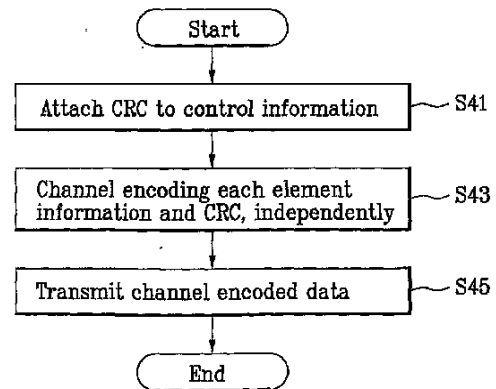 Start
Attach CRC to control information
S41
Channel encoding each element
information and CRC, independently
S43
Transmit channel encoded data
S45
End